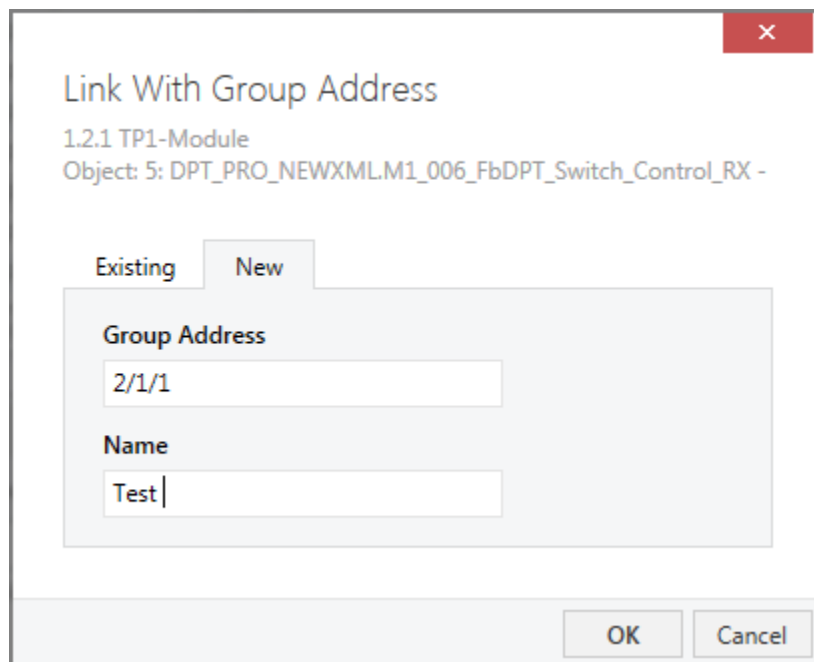 Link With Group Address
1.2.1 TP1-Module
Object: 5: DPT_PRO_NEWXML.M1_006_FbDPT_Switch_Control_RX -
Existing New
Group Address
2/1/1
Name
Test
OK Cancel